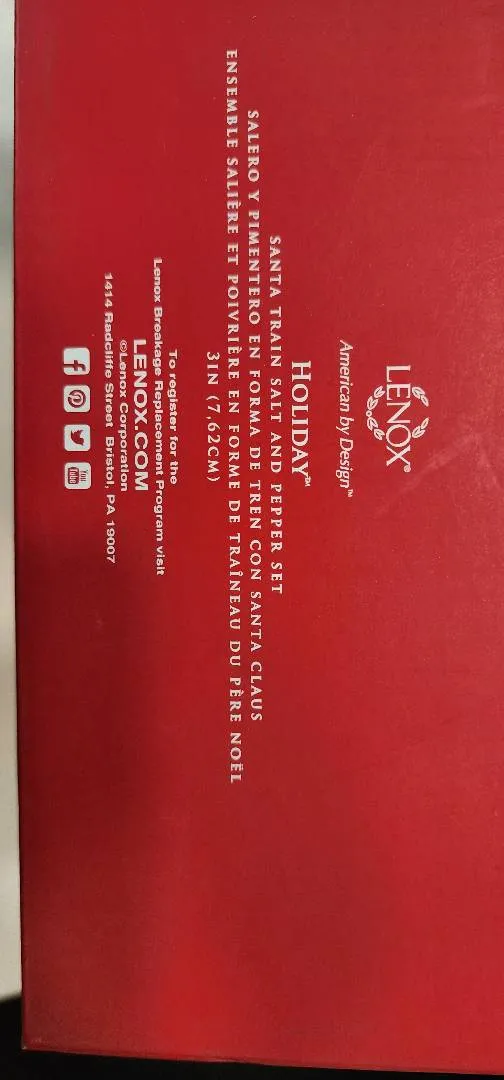 LENOX®
American by Design™
HOLIDAY™
SANTA TRAIN SALT AND PEPPER SET
SALERO Y PIMENTERO EN FORMA DE TREN CON SANTA CLAUS
ENSEMBLE SALIÈRE ET POIVRIÈRE EN FORME DE TRAÎNEAU DU PÈRE NOËL
3IN (7.62CM)
To register for the
Lenox Breakage Replacement Program visit
LENOX.COM
©Lenox Corporation
1414 Radcliffe Street Bristol, PA 19007
You Tube